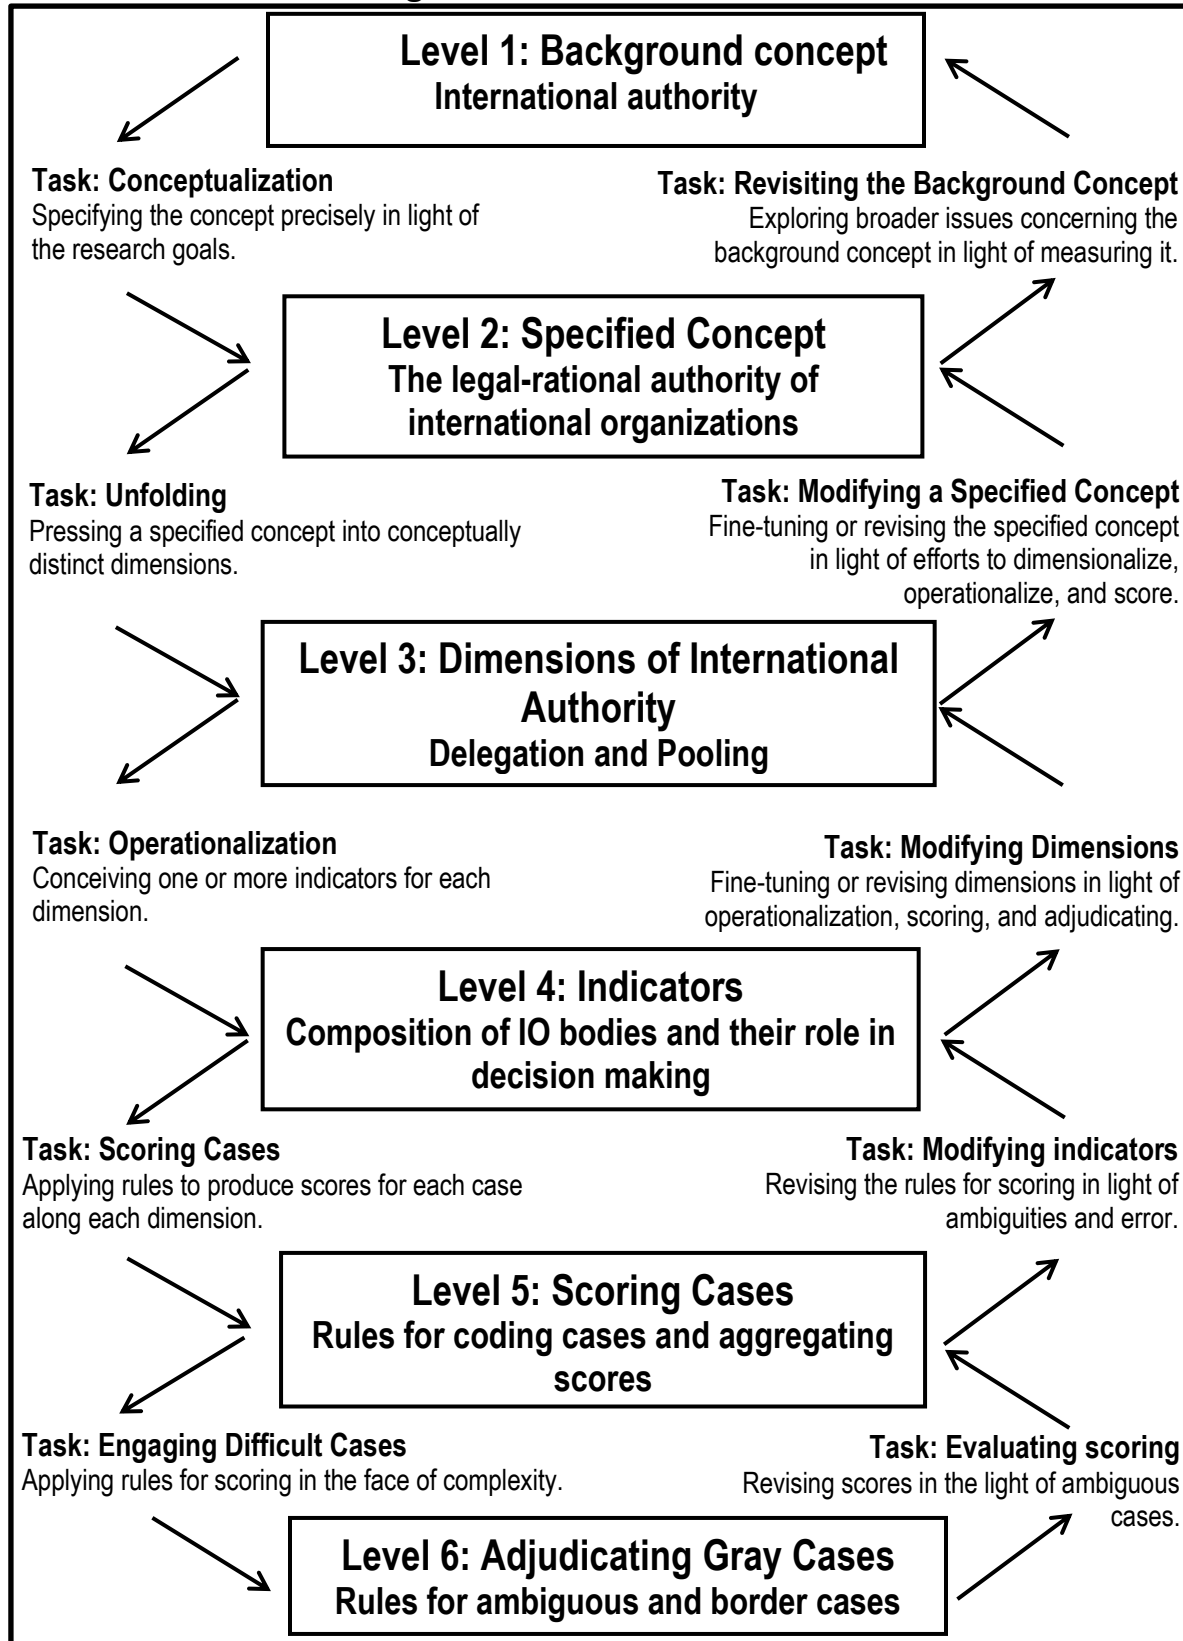 Level 1: Background concept
International authority
Task: Conceptualization
Specifying the concept precisely in light of
the research goals.
Task: Revisiting the Background Concept
Exploring broader issues concerning the
background concept in light of measuring it.
Level 2: Specified Concept
The legal-rational authority of
international organizations
Task: Unfolding
Pressing a specified concept into conceptually
distinct dimensions.
Task: Modifying a Specified Concept
Fine-tuning or revising the specified concept
in light of efforts to dimensionalize,
operationalize, and score.
Level 3: Dimensions of International
Authority
Delegation and Pooling
Task: Operationalization
Conceiving one or more indicators for each
dimension.
Task: Modifying Dimensions
Fine-tuning or revising dimensions in light of
operationalization, scoring, and adjudicating.
Level 4: Indicators
Composition of IO bodies and their role in
decision making
Task: Scoring Cases
Applying rules to produce scores for each case
along each dimension.
Task: Modifying indicators
Revising the rules for scoring in light of
ambiguities and error.
Level 5: Scoring Cases
Rules for coding cases and aggregating
scores
Task: Engaging Difficult Cases
Applying rules for scoring in the face of complexity.
Task: Evaluating scoring
Revising scores in the light of ambiguous
cases.
Level 6: Adjudicating Gray Cases
Rules for ambiguous and border cases